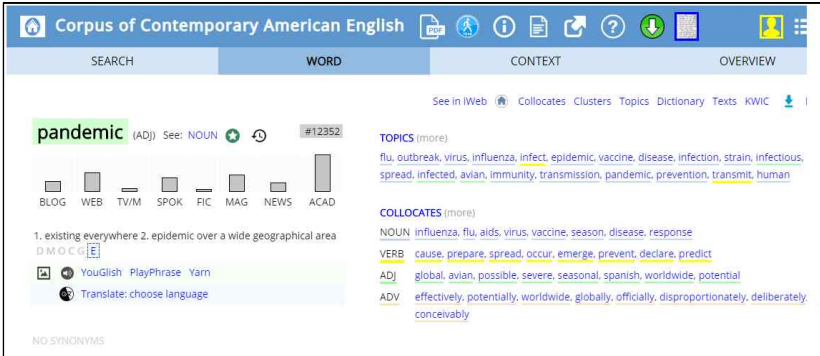 Corpus of Contemporary American English PDF
SEARCH WORD CONTEXT OVERVIEW
See in iWeb Collocates Clusters Topics Dictionary Texts KWIC
pandemic (ADJ) See: NOUN #12352
BLOG WEB TV/M SPOK FIC MAG NEWS ACAD
1. existing everywhere 2. epidemic over a wide geographical area
D M O C G E
YouGlish PlayPhrase Yarn
Translate: choose language
NO SYNONYMS
TOPICS (more)
flu, outbreak, virus, influenza, infect, epidemic, vaccine, disease, infection, strain, infectious,
spread, infected, avian, immunity, transmission, pandemic, prevention, transmit, human
COLLOCATES (more)
NOUN influenza, flu, aids, virus, vaccine, season, disease, response
VERB cause, prepare, spread, occur, emerge, prevent, declare, predict
ADJ global, avian, possible, severe, seasonal, spanish, worldwide, potential
ADV effectively, potentially, worldwide, globally, officially, disproportionately, deliberately,
conceivably